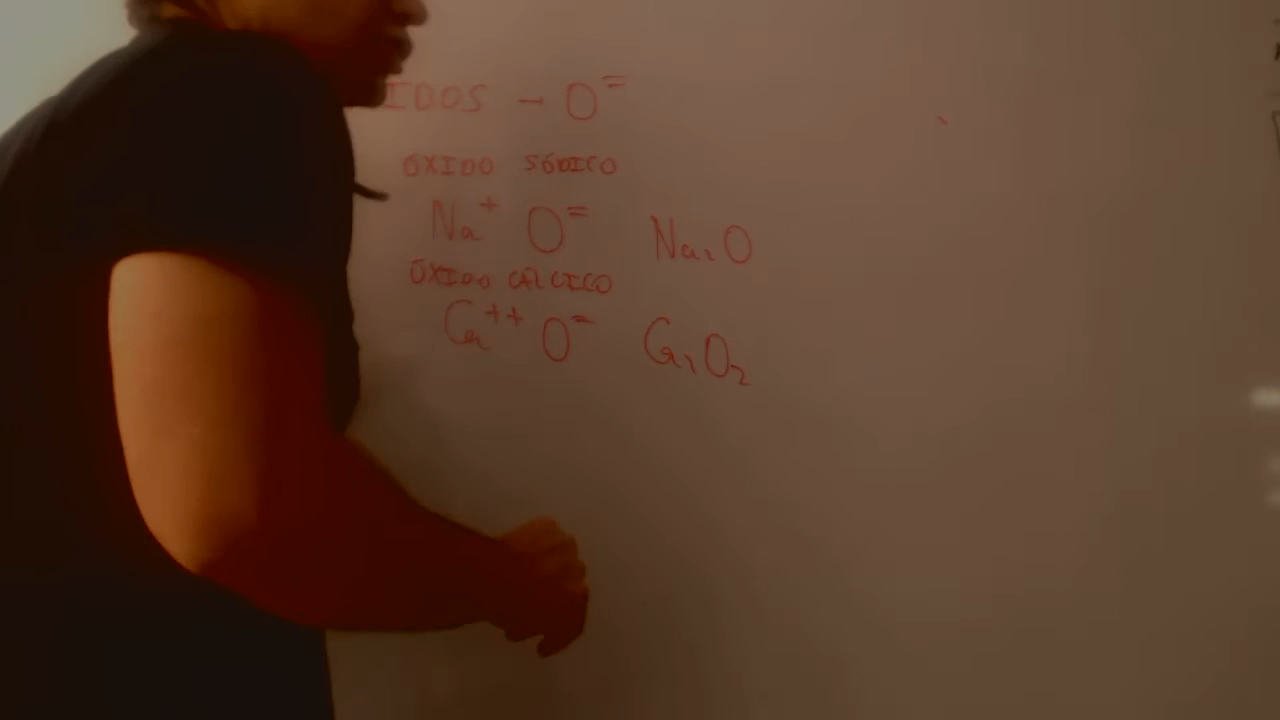 IDOS - O=
ÓXIDO SÓDICO
Na+ O= Na2O
ÓXIDO CÁLCICO
Ca++ O= Ca2O2